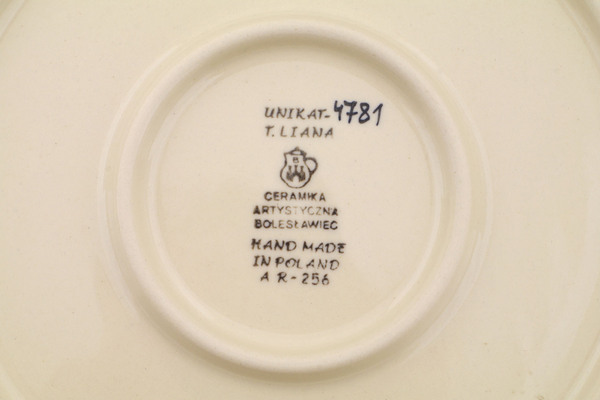 UNIKAT-4781
T. LIANA
B
CERAMIKA
ARTYSTYCZNA
BOLESŁAWIEC
HAND MADE
IN POLAND
A R-256